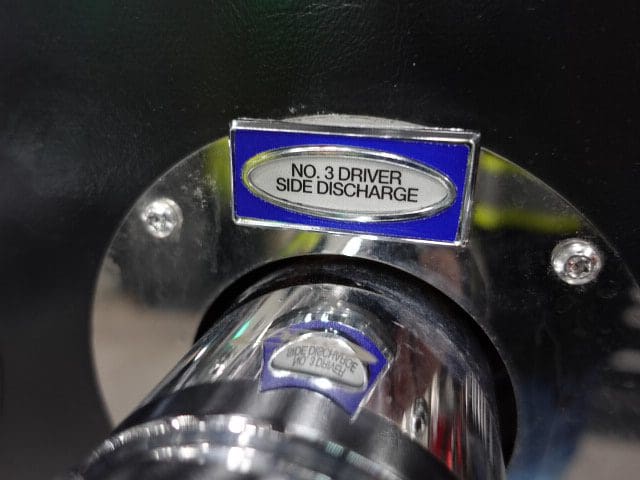 NO. 3 DRIVER
SIDE DISCHARGE